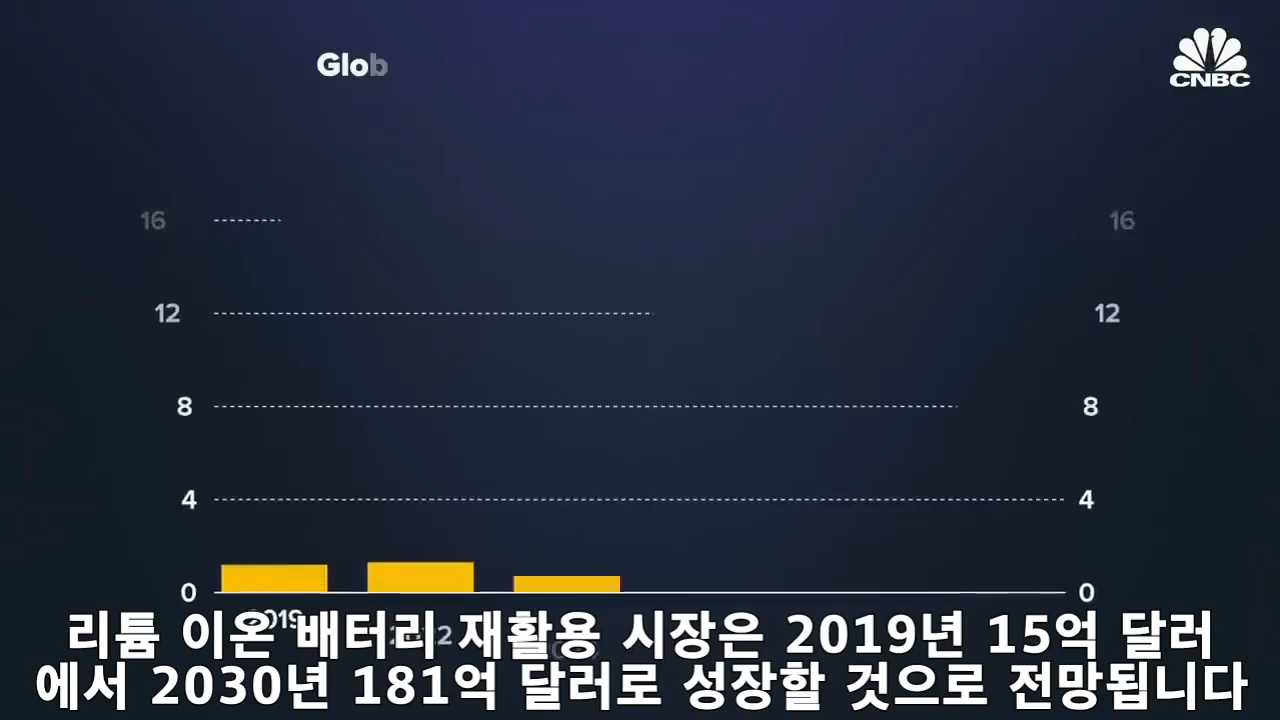 Glob
CNBC
16 16
12 12
8 8
4 4
0 0
2019
리튬 이온 배터리 재활용 시장은 2019년 15억 달러
에서 2030년 181억 달러로 성장할 것으로 전망됩니다